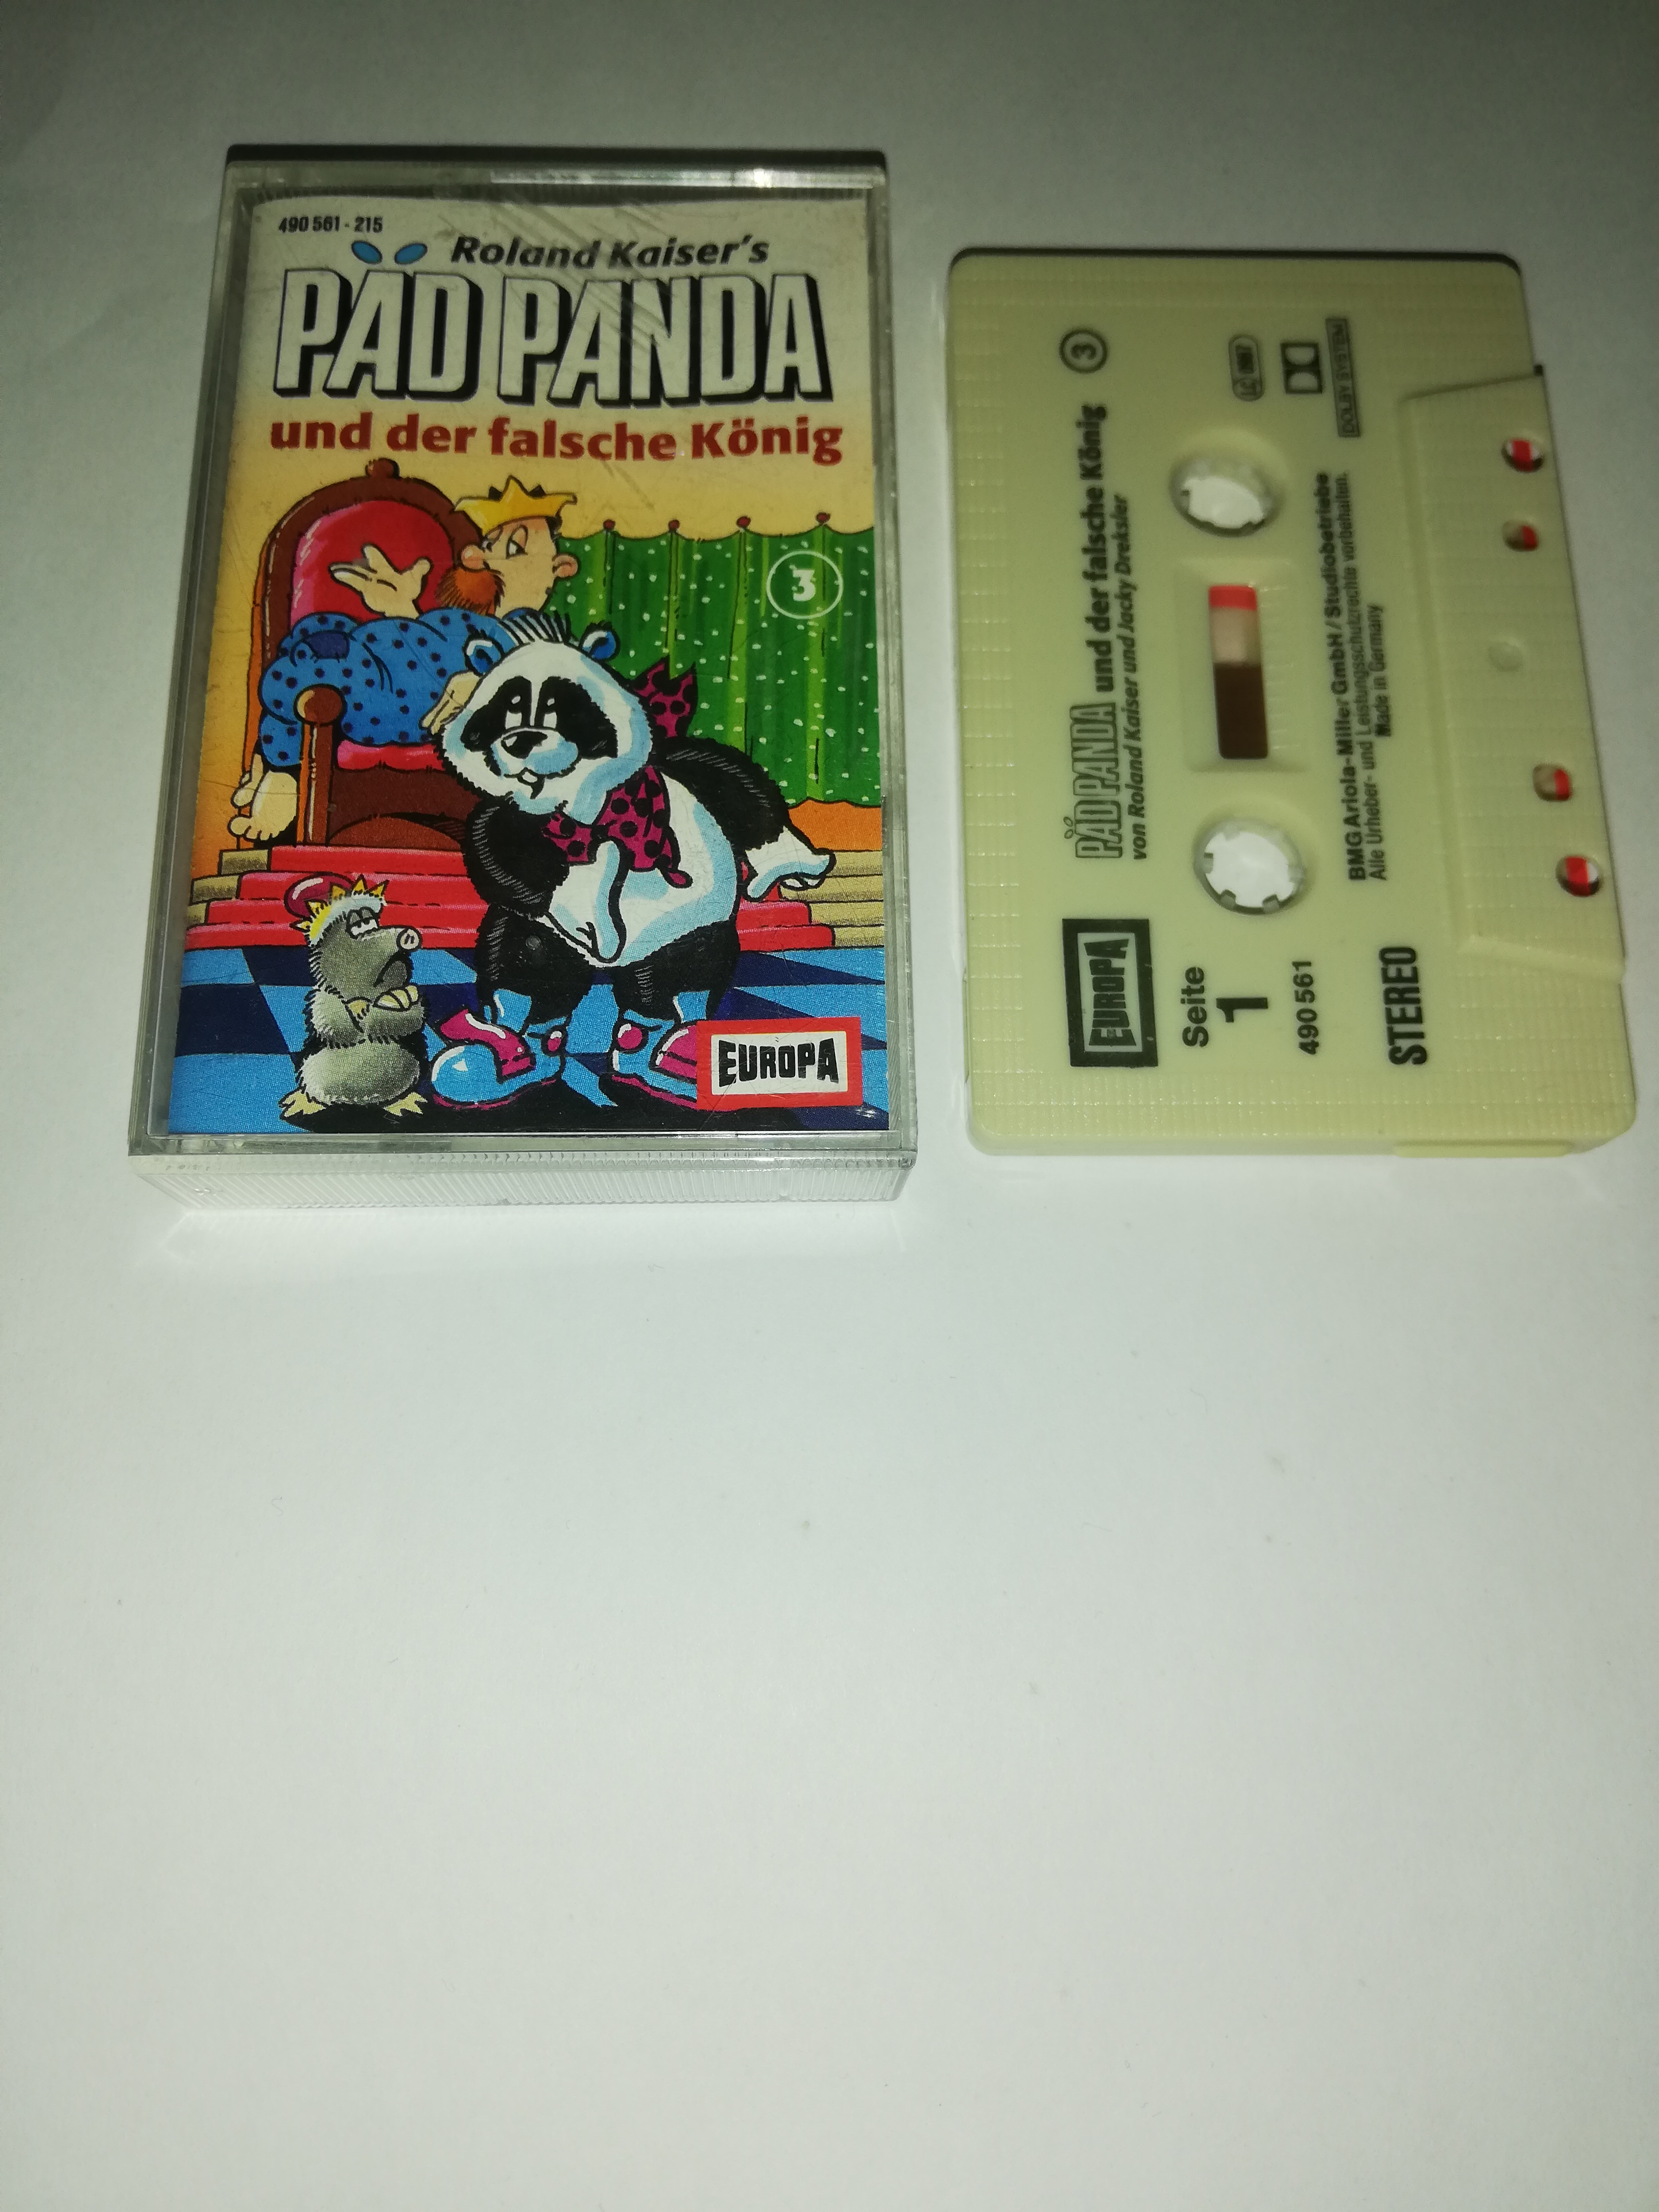 490 561 - 215
Roland Kaiser's
PÄD PANDA
und der falsche König
3
EUROPA
PÄD PANDA und der falsche König 3
von Roland Kaiser und Jacky Dreksler
EUROPA
Seite
1
490 561
STEREO
DOLBY SYSTEM
BMG Ariola-Miller GmbH / Studiobetriebe
Alle Urheber- und Leistungsschutzrechte vorbehalten.
Made in Germany